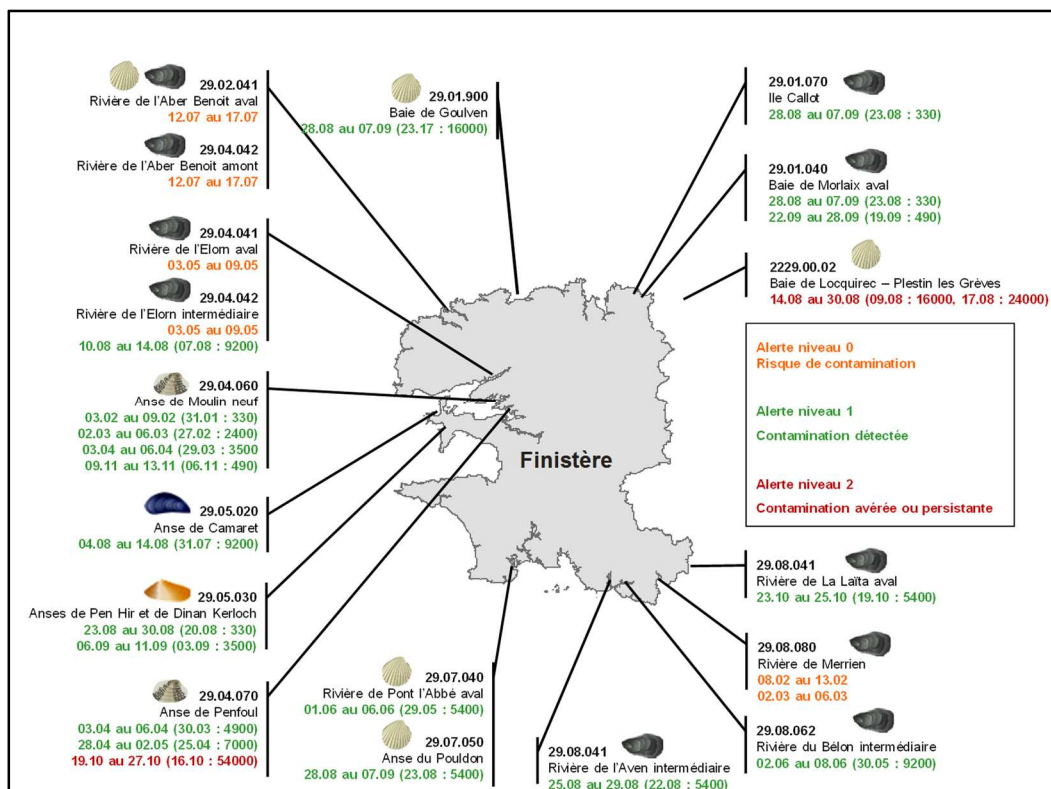 29.02.041
Rivière de l'Aber Benoit aval
12.07 au 17.07
29.04.042
Rivière de l'Aber Benoit amont
12.07 au 17.07
29.04.041
Rivière de l'Elorn aval
03.05 au 09.05
29.04.042
Rivière de l'Elorn intermédiaire
03.05 au 09.05
10.08 au 14.08 (07.08 : 9200)
29.04.060
Anse de Moulin neuf
03.02 au 09.02 (31.01 : 330)
02.03 au 06.03 (27.02 : 2400)
03.04 au 06.04 (29.03 : 3500
09.11 au 13.11 (06.11 : 490)
29.05.020
Anse de Camaret
04.08 au 14.08 (31.07 : 9200)
29.05.030
Anses de Pen Hir et de Dinan Kerloch
23.08 au 30.08 (20.08 : 330)
06.09 au 11.09 (03.09 : 3500)
29.04.070
Anse de Penfoul
03.04 au 06.04 (30.03 : 4900)
28.04 au 02.05 (25.04 : 7000)
19.10 au 27.10 (16.10 : 54000)
29.01.900
Baie de Goulven
28.08 au 07.09 (23.17 : 16000)
Finistère
29.07.040
Rivière de Pont l'Abbé aval
01.06 au 06.06 (29.05 : 5400)
29.07.050
Anse du Pouldon
28.08 au 07.09 (23.08 : 5400)
29.08.041
Rivière de l'Aven intermédiaire
25.08 au 29.08 (22.08 : 5400)
29.01.070
Ile Callot
28.08 au 07.09 (23.08 : 330)
29.01.040
Baie de Morlaix aval
28.08 au 07.09 (23.08 : 330)
22.09 au 28.09 (19.09 : 490)
2229.00.02
Baie de Locquirec – Plestin les Grèves
14.08 au 30.08 (09.08 : 16000, 17.08 : 24000)
Alerte niveau 0
Risque de contamination
Alerte niveau 1
Contamination détectée
Alerte niveau 2
Contamination avérée ou persistante
29.08.041
Rivière de La Laïta aval
23.10 au 25.10 (19.10 : 5400)
29.08.080
Rivière de Merrien
08.02 au 13.02
02.03 au 06.03
29.08.062
Rivière du Bélon intermédiaire
02.06 au 08.06 (30.05 : 9200)